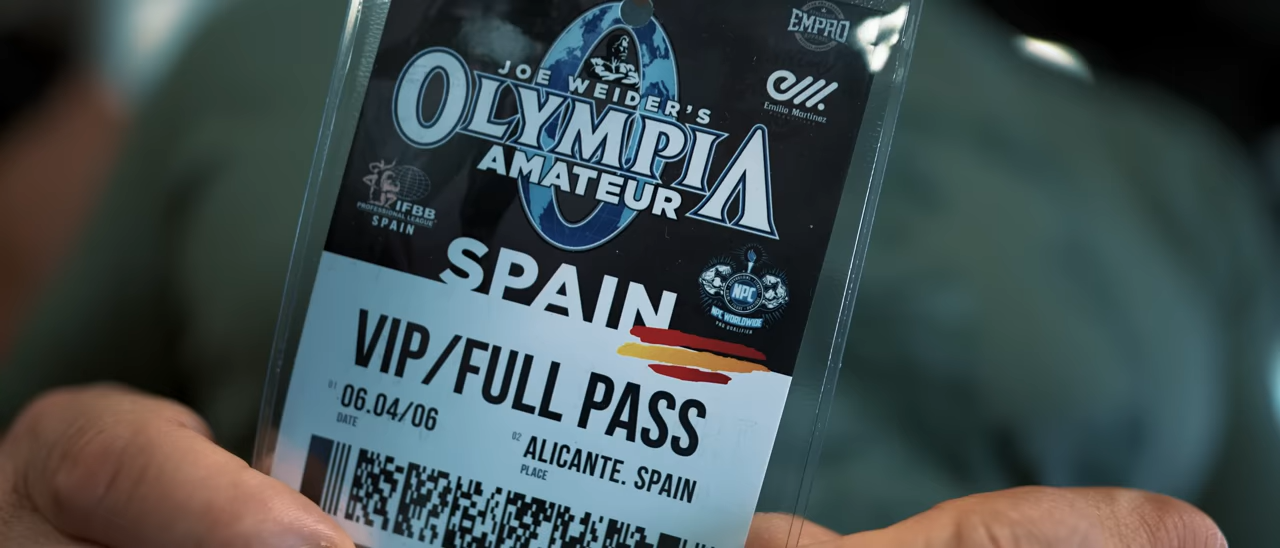 EMPRO
JOE WEIDER'S
OLYMPIA
AMATEUR
Emilio Martinez
IFBB
PROFESSIONAL LEAGUE
SPAIN
SPAIN
NPC
NPC WORLDWIDE
PRO QUALIFIER
VIP/FULL PASS
01
06.04/06
DATE
02
ALICANTE. SPAIN
PLACE